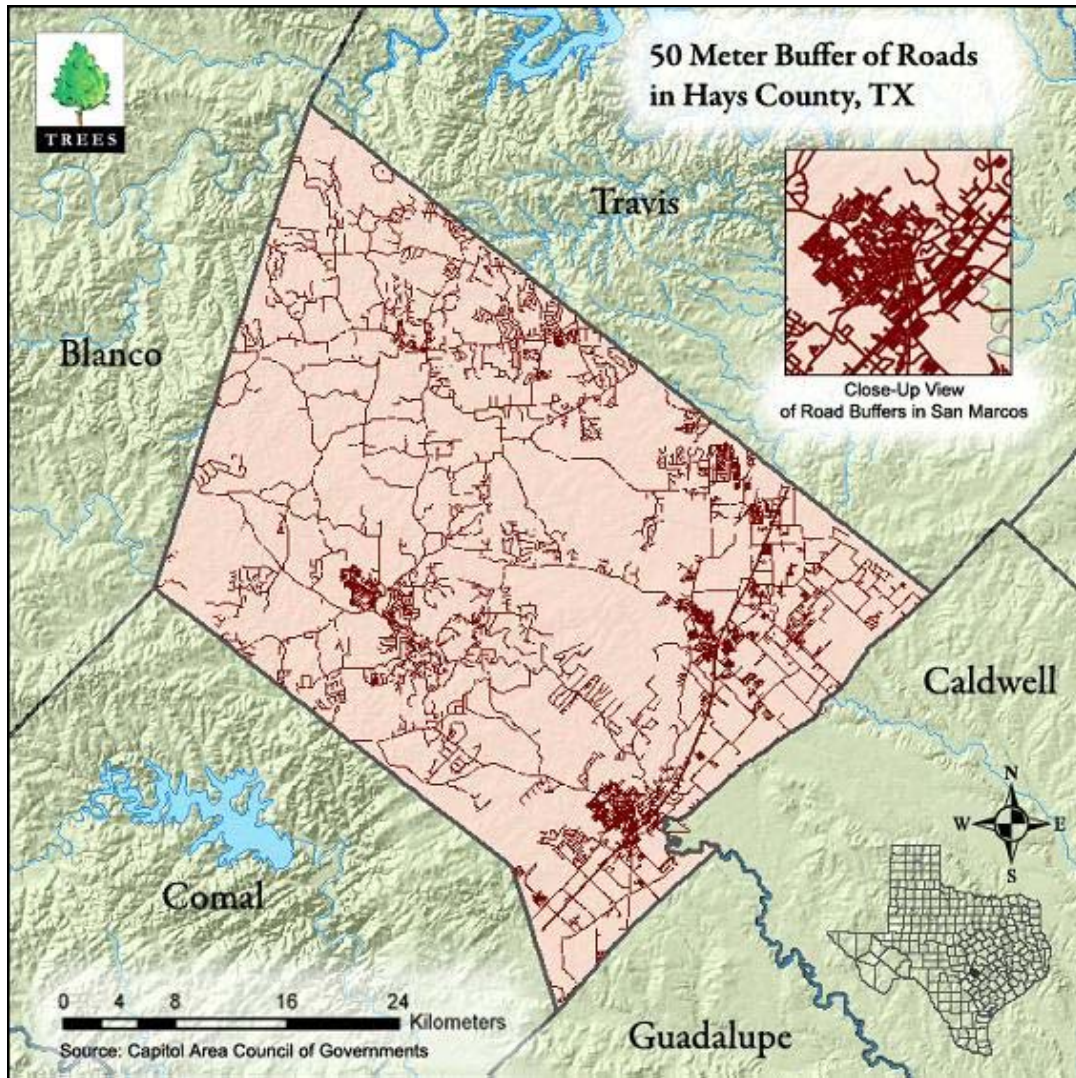 TREES
50 Meter Buffer of Roads
in Hays County, TX
Travis
Close-Up View
of Road Buffers in San Marcos
Blanco
Caldwell
N
W E
S
Comal
0 4 8 16 24
Kilometers
Source: Capitol Area Council of Governments
Guadalupe